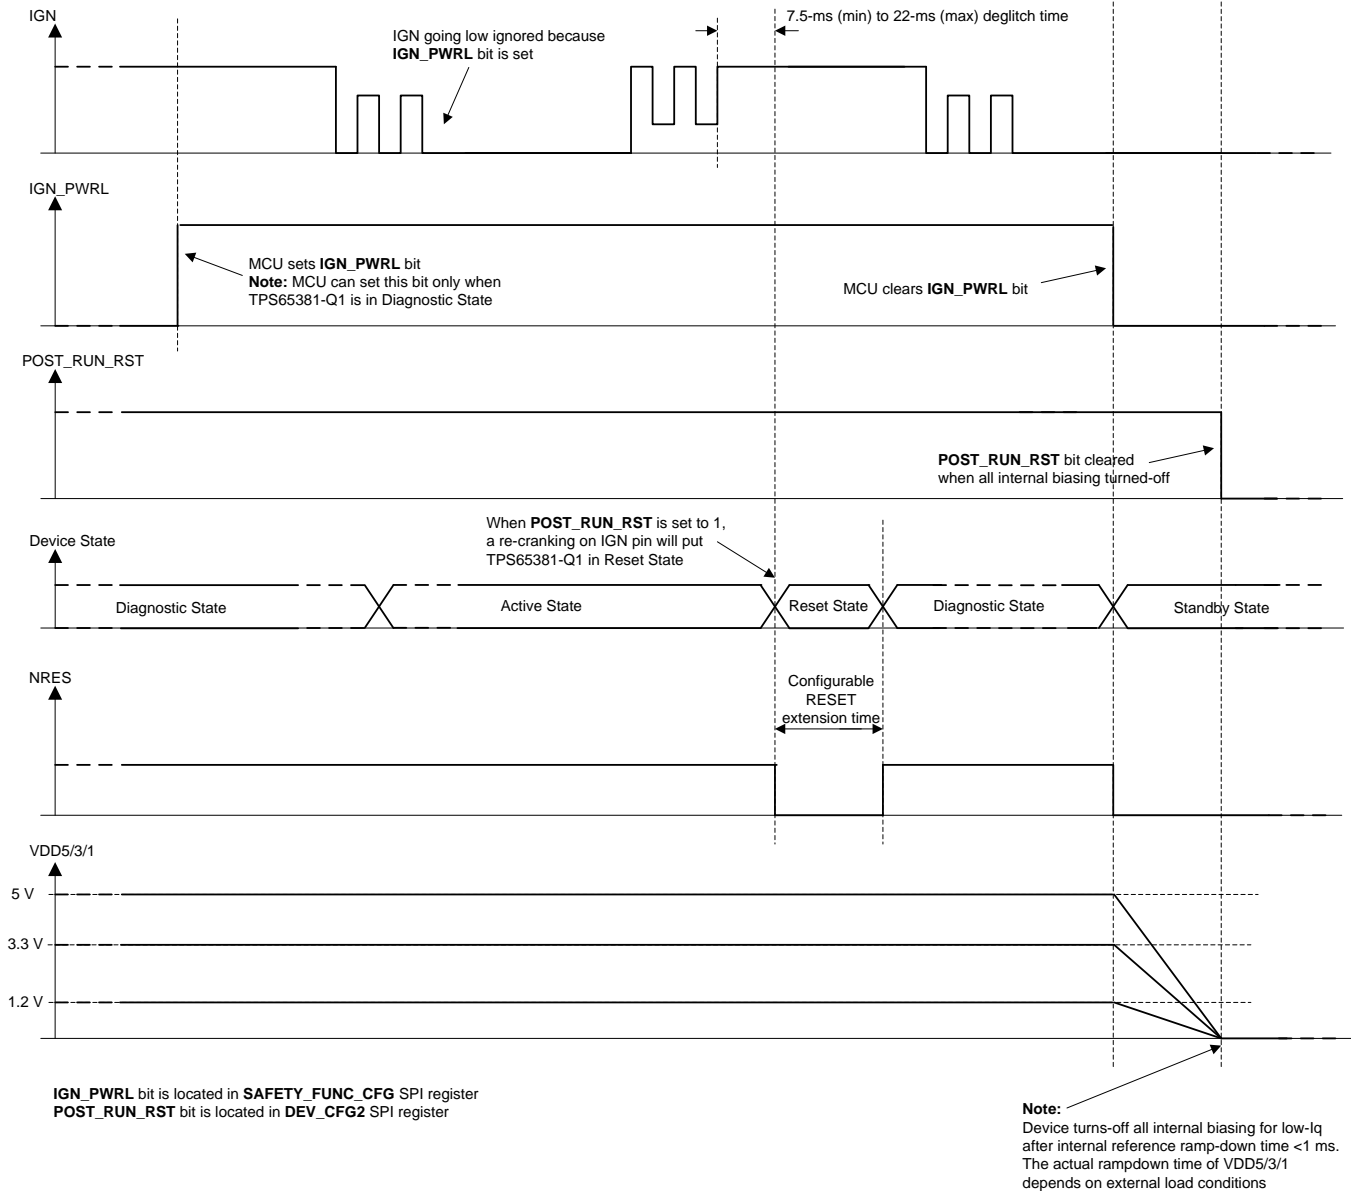 IGN
7.5-ms (min) to 22-ms (max) deglitch time
IGN going low ignored because
IGN_PWRL bit is set
IGN_PWRL
MCU sets IGN_PWRL bit
Note: MCU can set this bit only when
TPS65381-Q1 is in Diagnostic State
MCU clears IGN_PWRL bit
POST_RUN_RST
POST_RUN_RST bit cleared
when all internal biasing turned-off
When POST_RUN_RST is set to 1,
a re-cranking on IGN pin will put
TPS65381-Q1 in Reset State
Device State
Diagnostic State
Active State
Reset State
Diagnostic State
Standby State
NRES
Configurable
RESET
extension time
VDD5/3/1
5 V
3.3 V
1.2 V
IGN_PWRL bit is located in SAFETY_FUNC_CFG SPI register
POST_RUN_RST bit is located in DEV_CFG2 SPI register
Note:
Device turns-off all internal biasing for low-Iq
after internal reference ramp-down time <1 ms.
The actual rampdown time of VDD5/3/1
depends on external load conditions